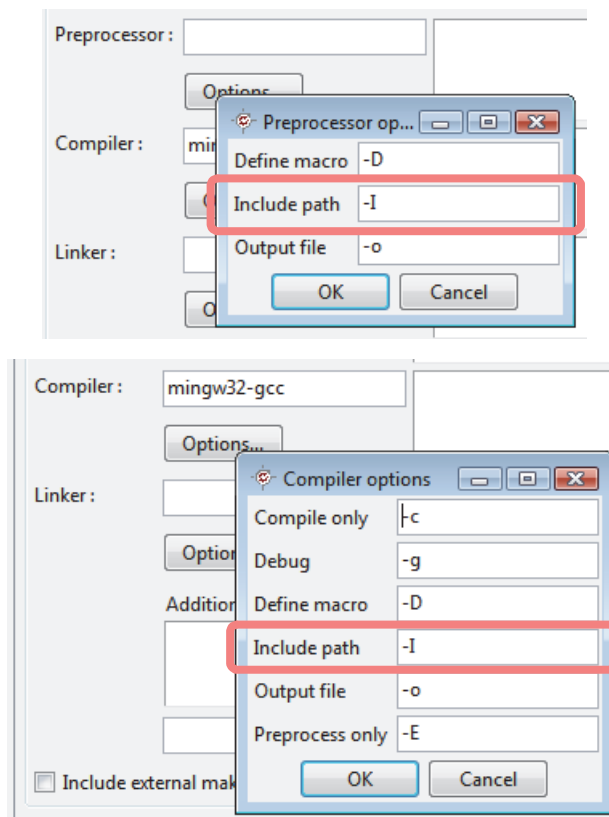 Preprocessor :
Options...
Preprocessor op...
Compiler :
Define macro -D
Include path -I
Linker :
Output file -o
OK Cancel
Compiler : mingw32-gcc
Options...
Compiler options
Linker :
Compile only -c
Debug -g
Define macro -D
Include path -I
Output file -o
Preprocess only -E
Include external mak
OK Cancel